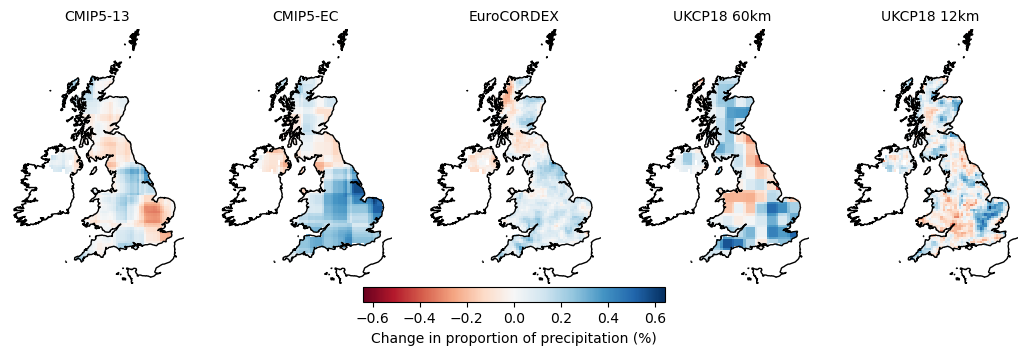 CMIP5-13 CMIP5-EC EuroCORDEX UKCP18 60km UKCP18 12km
−0.6 −0.4 −0.2 0.0 0.2 0.4 0.6
Change in proportion of precipitation (%)